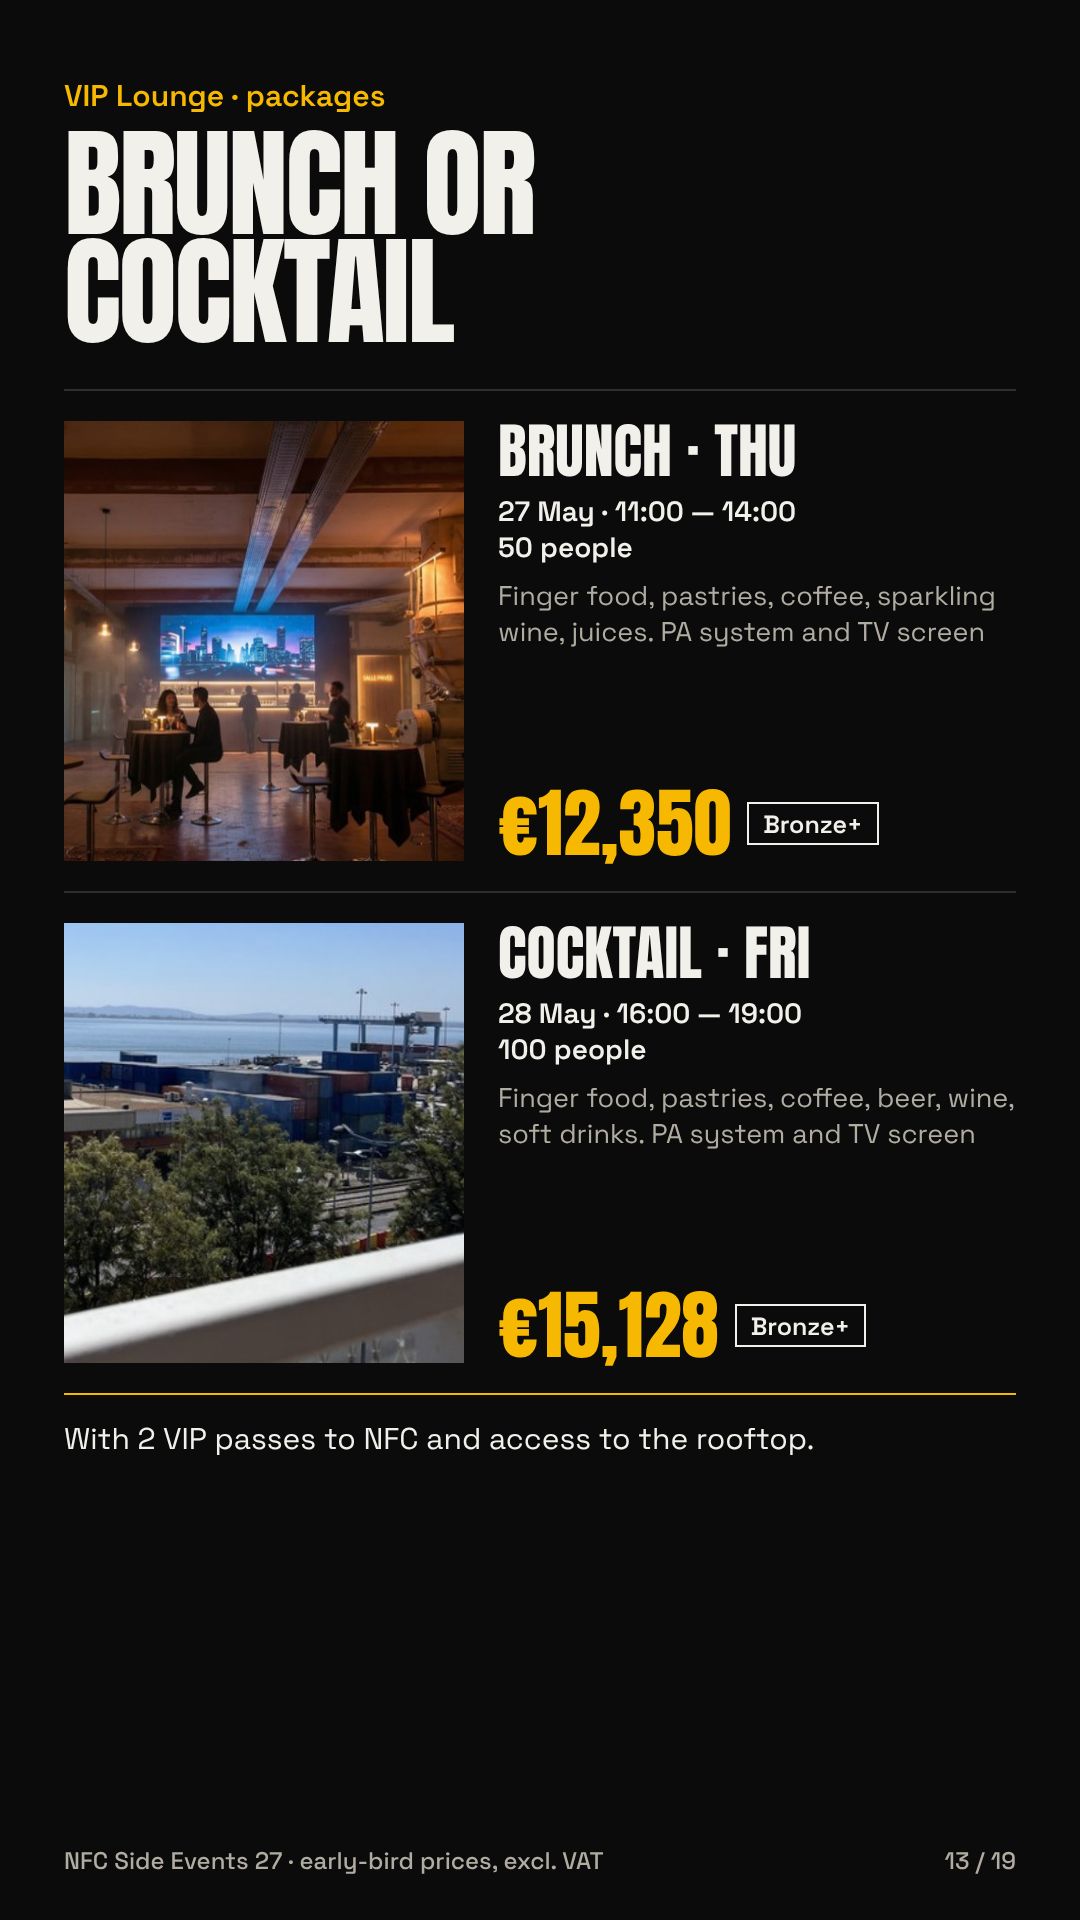 VIP Lounge · packages
BRUNCH OR
COCKTAIL
BRUNCH · THU
27 May · 11:00 — 14:00
50 people
Finger food, pastries, coffee, sparkling
wine, juices. PA system and TV screen
SALLE PRIVÉE
€12,350 Bronze+
COCKTAIL · FRI
28 May · 16:00 — 19:00
100 people
Finger food, pastries, coffee, beer, wine,
soft drinks. PA system and TV screen
€15,128 Bronze+
With 2 VIP passes to NFC and access to the rooftop.
NFC Side Events 27 · early-bird prices, excl. VAT
13 / 19